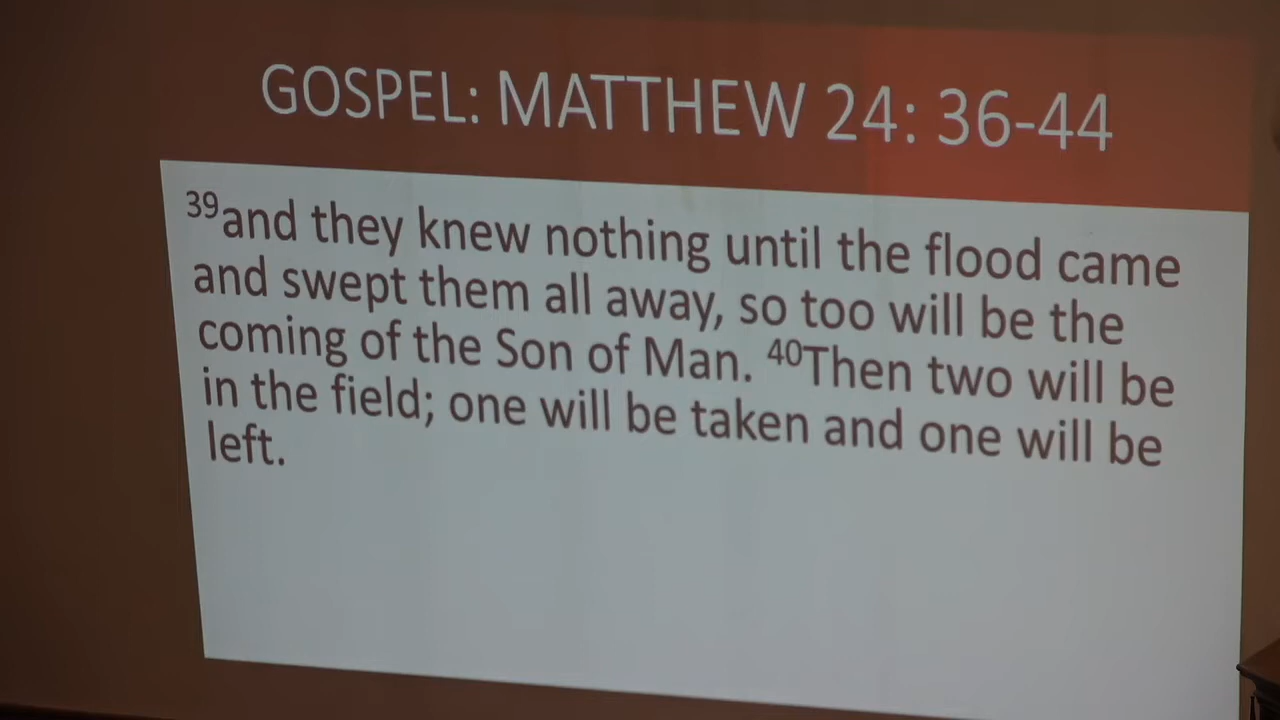 GOSPEL: MATTHEW 24: 36-44
39and they knew nothing until the flood came
and swept them all away, so too will be the
coming of the Son of Man. 40Then two will be
in the field; one will be taken and one will be
left.